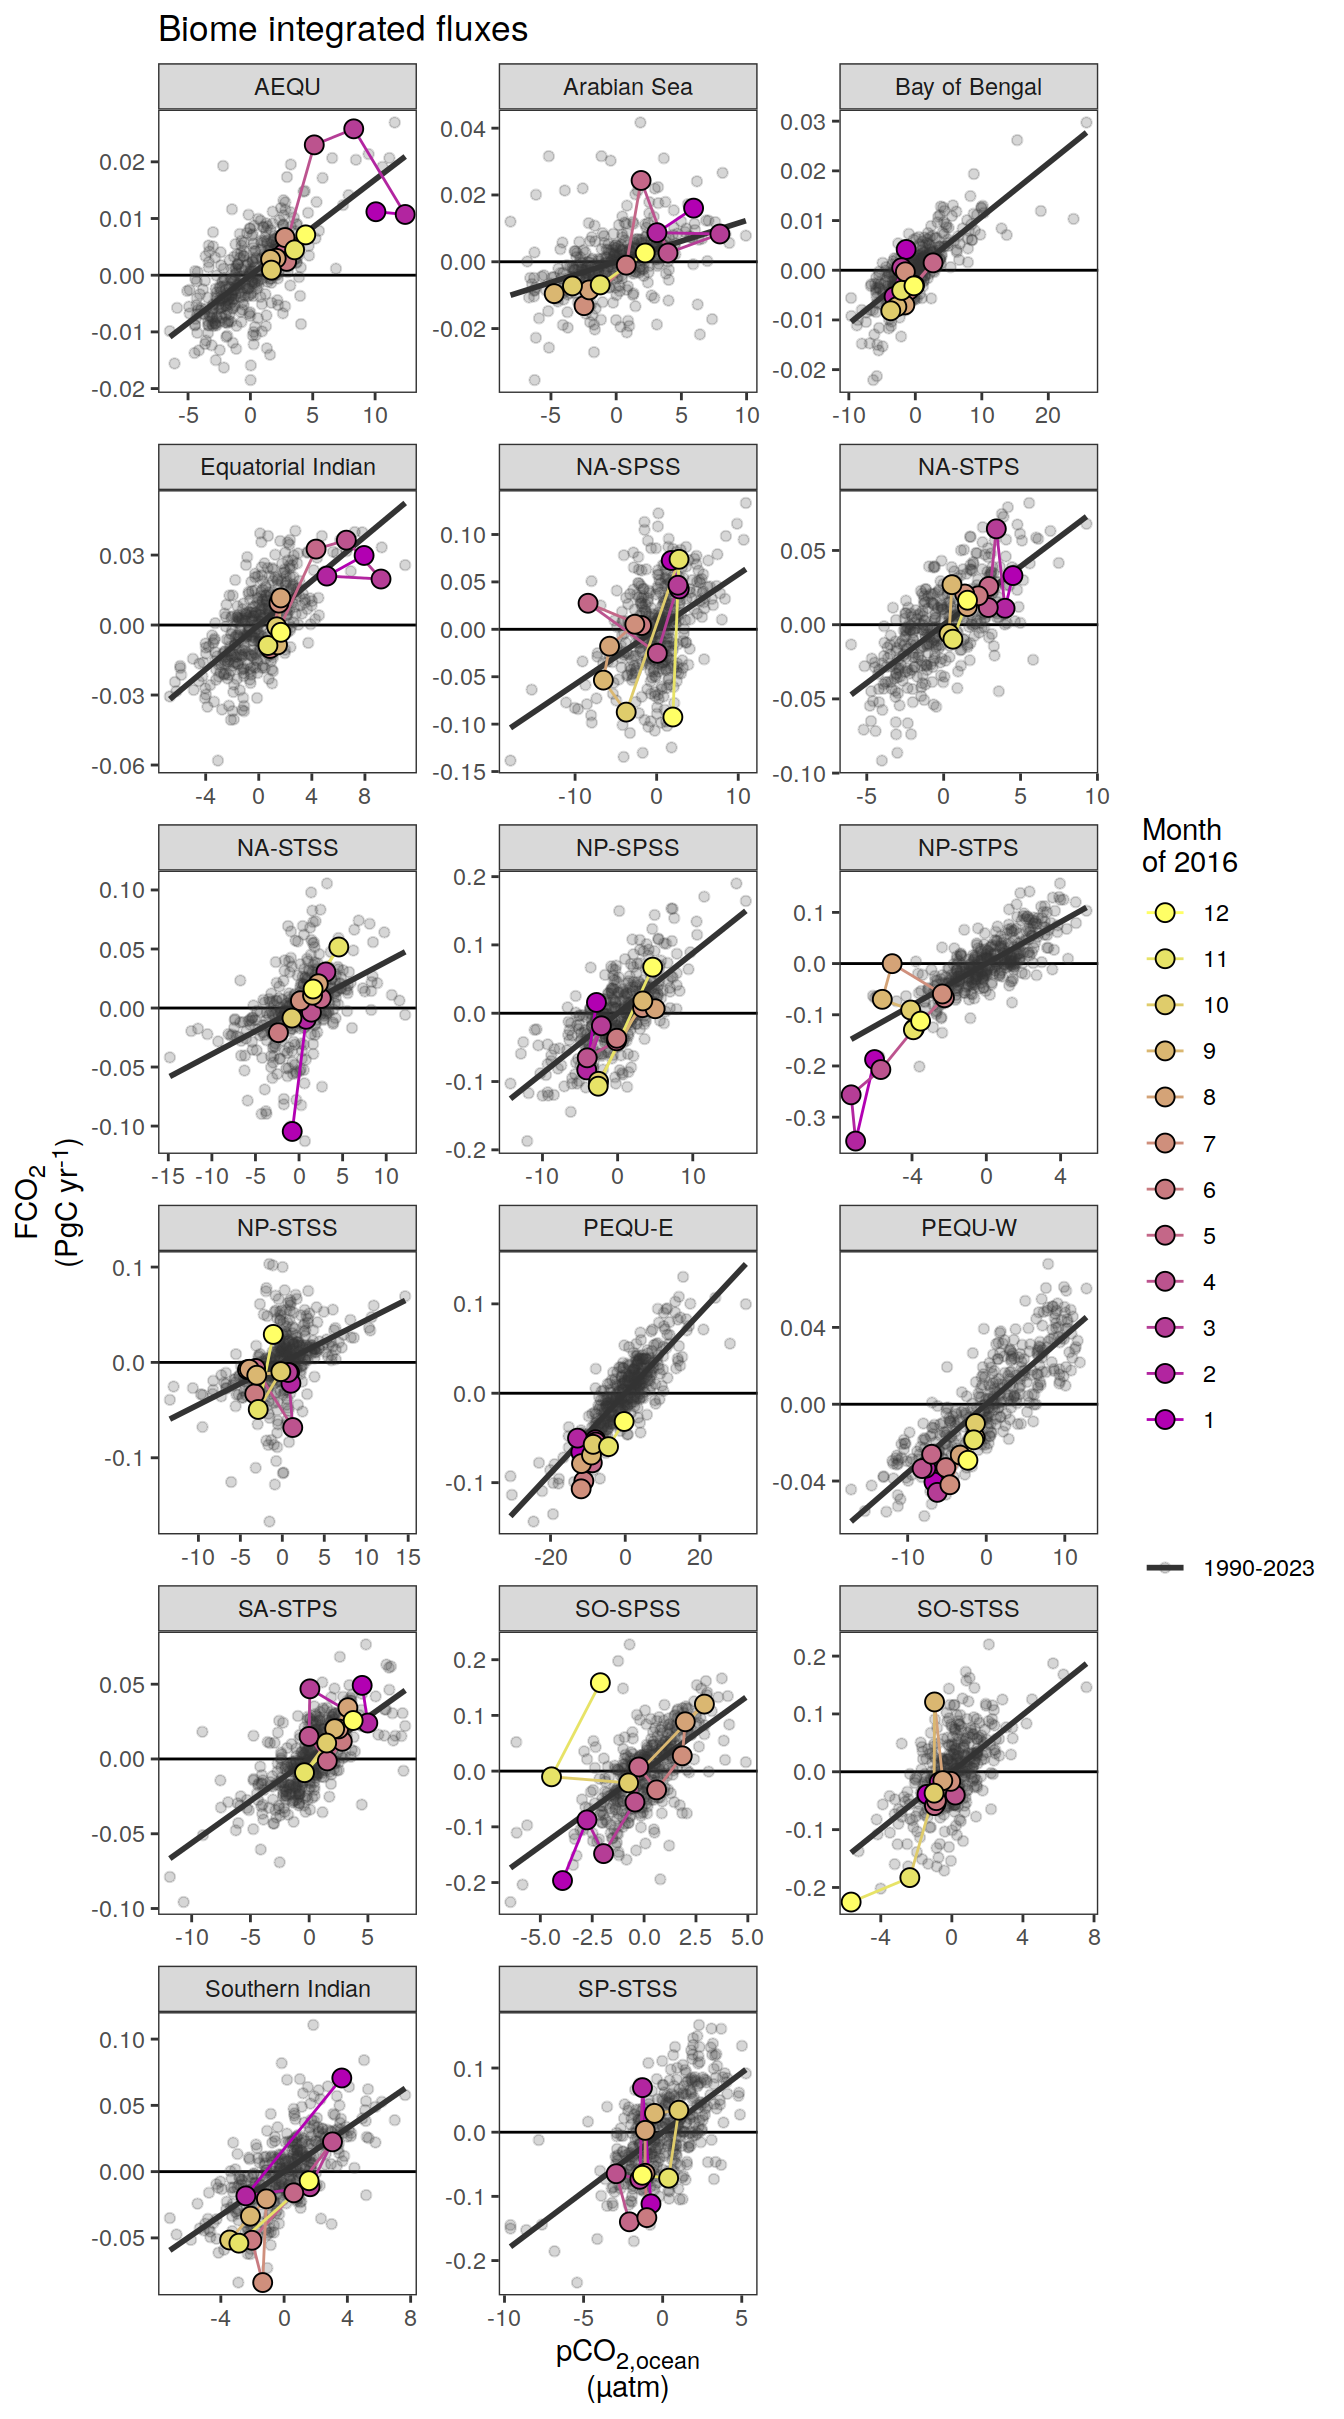 Biome integrated fluxes
AEQU Arabian Sea Bay of Bengal
0.02
0.01
0.00
-0.01
-0.02
-5 0 5 10
0.04
0.02
0.00
-0.02
-5 0 5 10
0.03
0.02
0.01
0.00
-0.01
-0.02
-10 0 10 20
Equatorial Indian NA-SPSS NA-STPS
0.03
0.00
-0.03
-0.06
-4 0 4 8
0.10
0.05
0.00
-0.05
-0.10
-0.15
-10 0 10
0.05
0.00
-0.05
-0.10
-5 0 5 10
NA-STSS NP-SPSS NP-STPS
0.10
0.05
0.00
-0.05
-0.10
-15 -10 -5 0 5 10
0.2
0.1
0.0
-0.1
-0.2
-10 0 10
0.1
0.0
-0.1
-0.2
-0.3
-4 0 4
NP-STSS PEQU-E PEQU-W
0.1
0.0
-0.1
-10 -5 0 5 10 15
0.1
0.0
-0.1
-20 0 20
0.04
0.00
-0.04
-10 0 10
SA-STPS SO-SPSS SO-STSS
0.05
0.00
-0.05
-0.10
-10 -5 0 5
0.2
0.1
0.0
-0.1
-0.2
-5.0 -2.5 0.0 2.5 5.0
0.2
0.1
0.0
-0.1
-0.2
-4 0 4 8
Southern Indian SP-STSS
0.10
0.05
0.00
-0.05
-4 0 4 8
0.1
0.0
-0.1
-0.2
-10 -5 0 5
FCO₂
(PgC yr⁻¹)
pCO₂,ocean
(µatm)
Month
of 2016
12
11
10
9
8
7
6
5
4
3
2
1
1990-2023